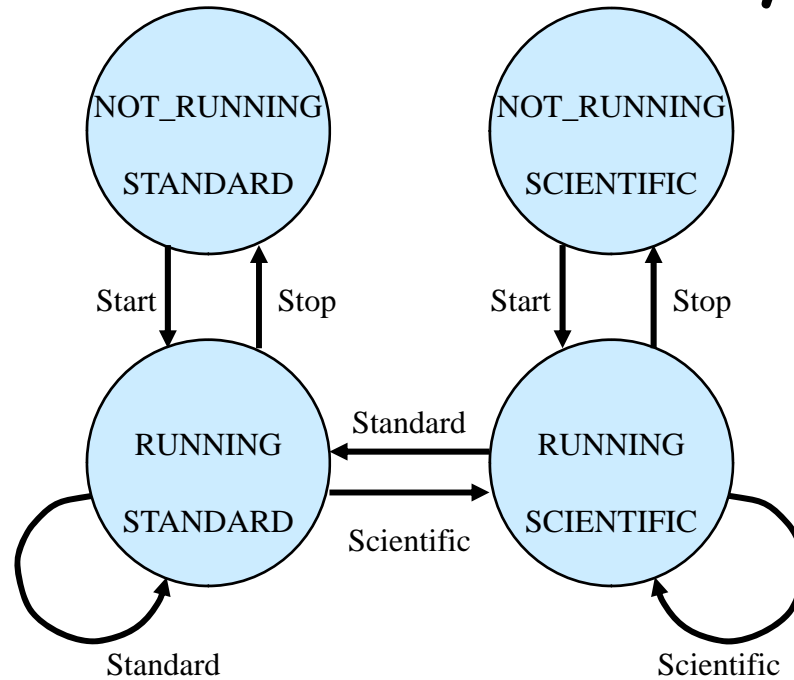 NOT_RUNNING
STANDARD
NOT_RUNNING
SCIENTIFIC
Start
Stop
Start
Stop
Standard
RUNNING
STANDARD
RUNNING
SCIENTIFIC
Scientific
Standard
Scientific